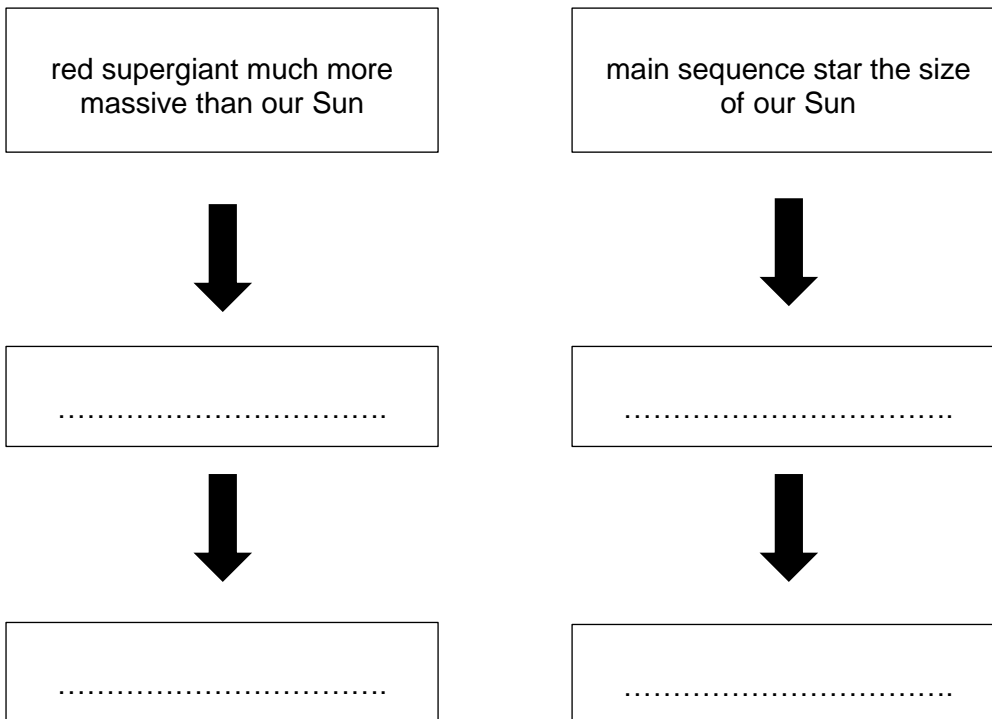 red supergiant much more
massive than our Sun
main sequence star the size
of our Sun
…………………………….
…………………………….
…………………………….
…………………………….